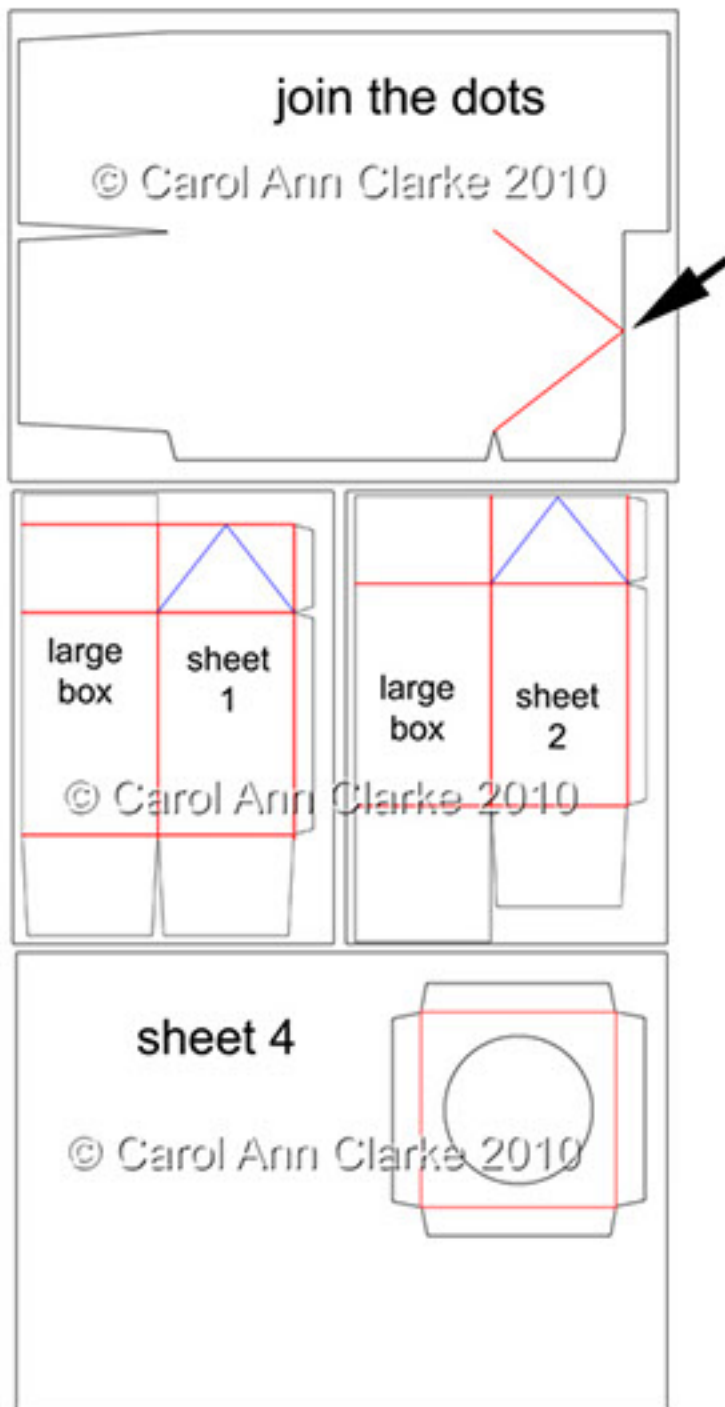 join the dots
© Carol Ann Clarke 2010
large
box
sheet
1
large
box
sheet
2
© Carol Ann Clarke 2010
sheet 4
© Carol Ann Clarke 2010